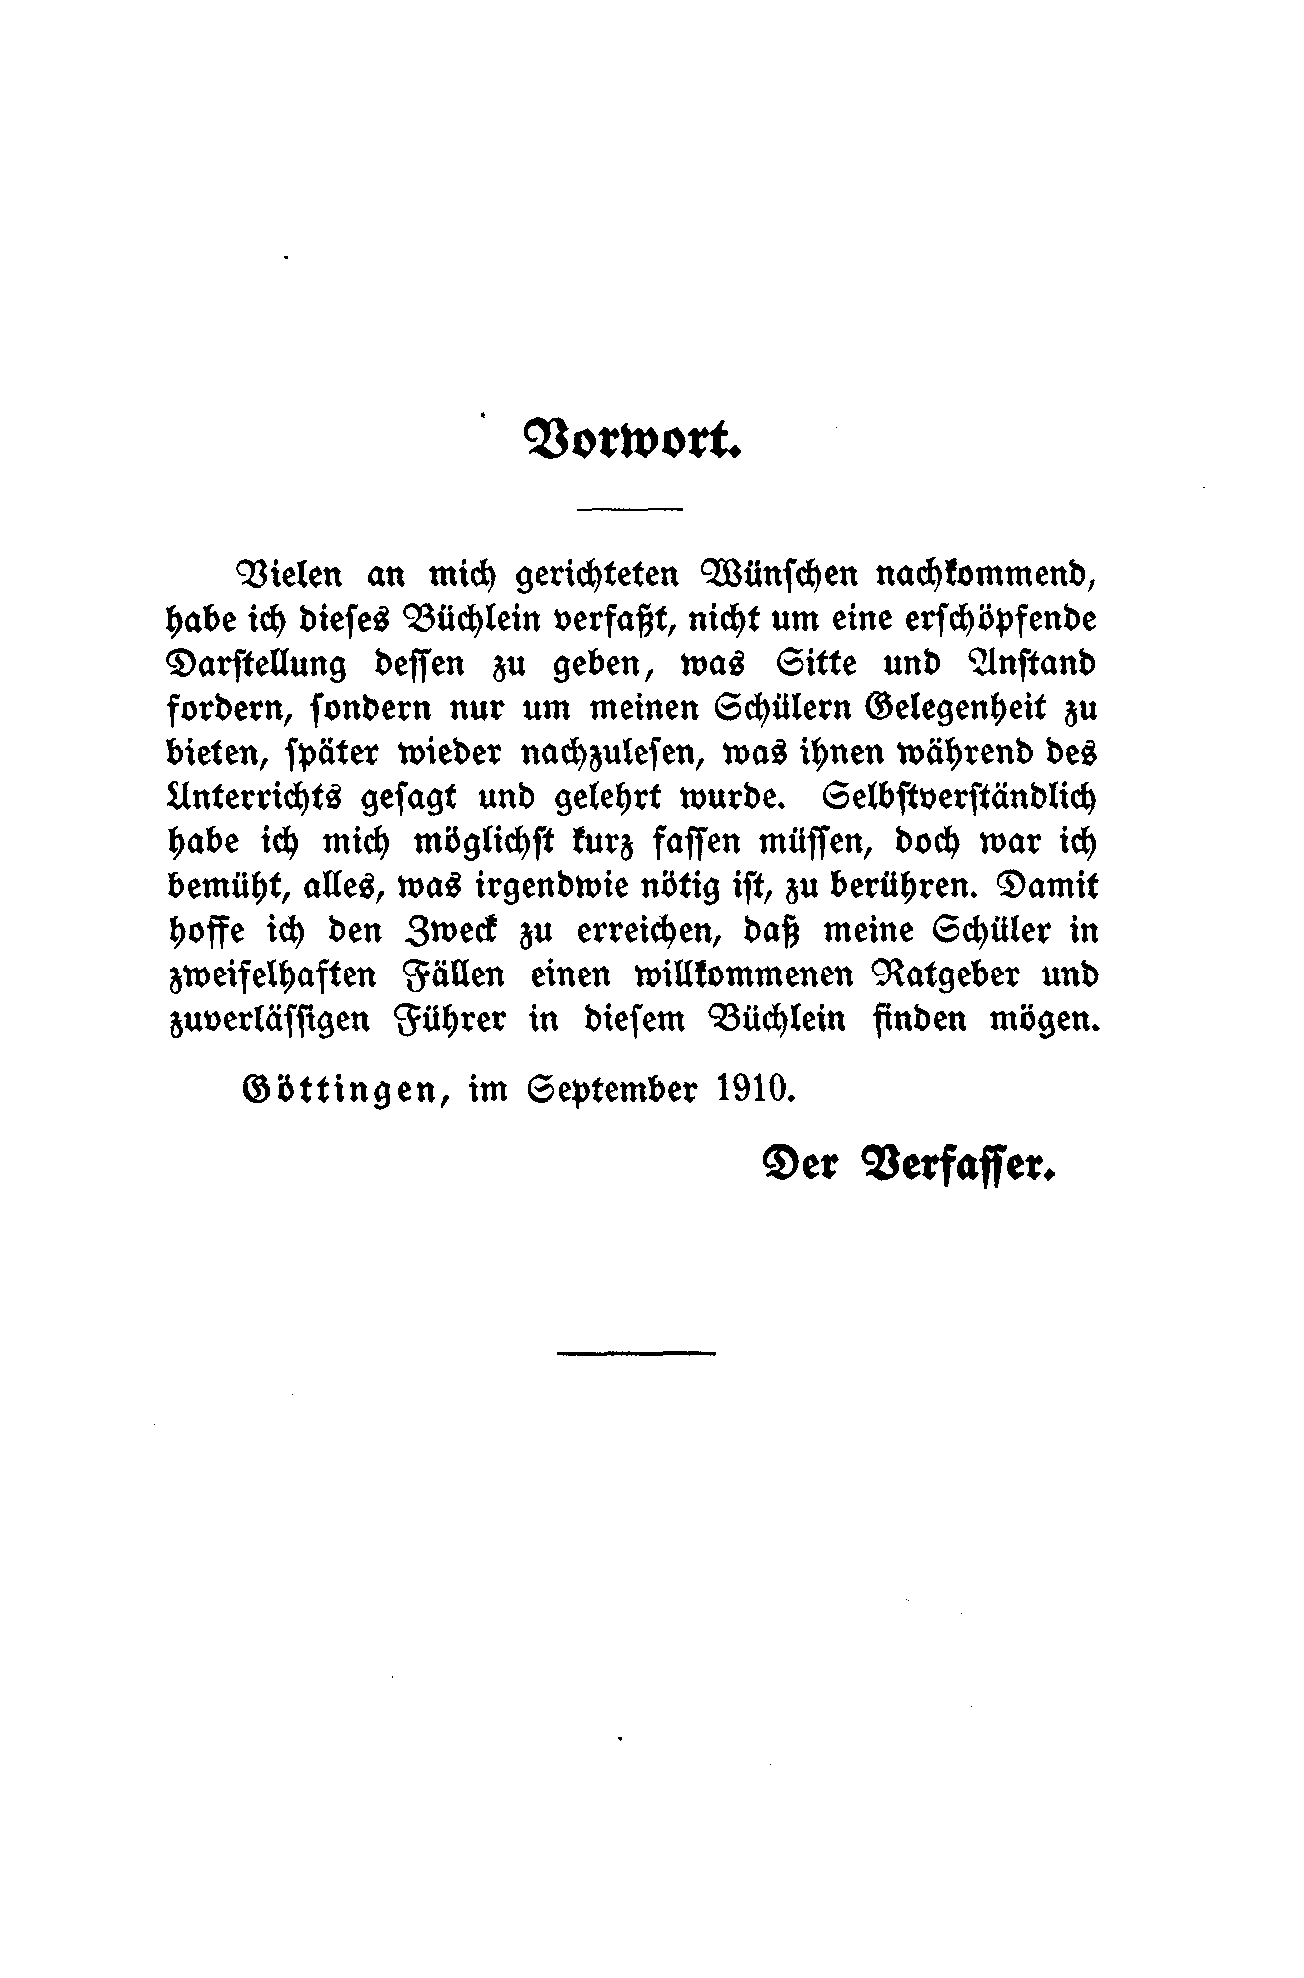 Vorwort.
Vielen an mich gerichteten Wünschen nachkommend,
habe ich dieses Büchlein verfaßt, nicht um eine erschöpfende
Darstellung dessen zu geben, was Sitte und Anstand
fordern, sondern nur um meinen Schülern Gelegenheit zu
bieten, später wieder nachzulesen, was ihnen während des
Unterrichts gesagt und gelehrt wurde. Selbstverständlich
habe ich mich möglichst kurz fassen müssen, doch war ich
bemüht, alles, was irgendwie nötig ist, zu berühren. Damit
hoffe ich den Zweck zu erreichen, daß meine Schüler in
zweifelhaften Fällen einen willkommenen Ratgeber und
zuverlässigen Führer in diesem Büchlein finden mögen.
Göttingen, im September 1910.
Der Verfasser.